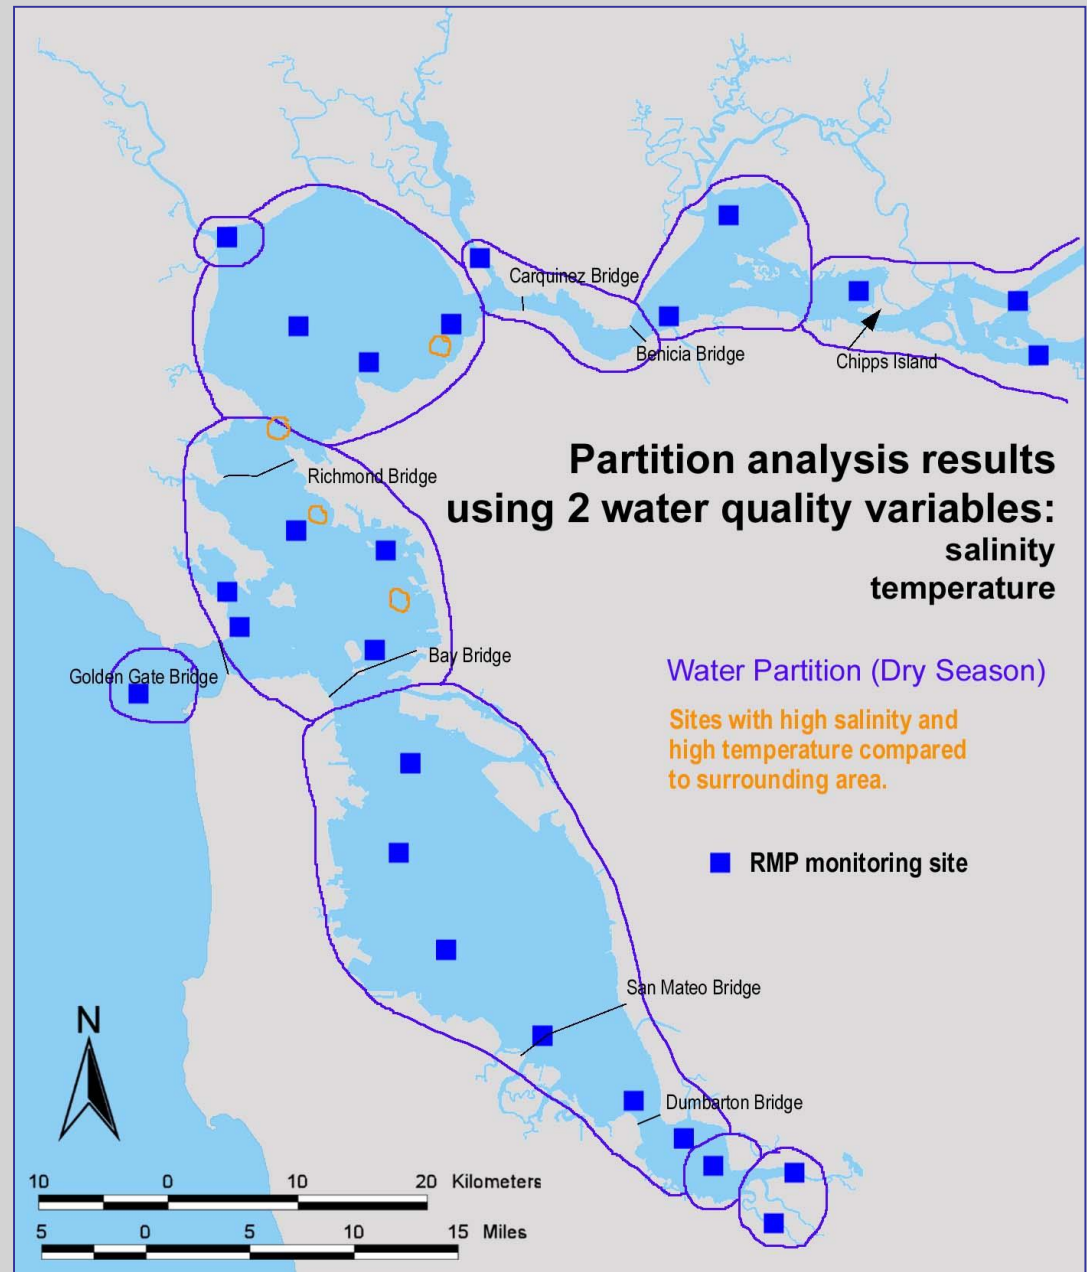 Carquinez Bridge
Benicia Bridge
Chipps Island
Partition analysis results
using 2 water quality variables:
salinity
temperature
Richmond Bridge
Bay Bridge
Golden Gate Bridge
Water Partition (Dry Season)
Sites with high salinity and
high temperature compared
to surrounding area.
RMP monitoring site
San Mateo Bridge
Dumbarton Bridge
N
10 0 10 20 Kilometers
5 0 5 10 15 Miles